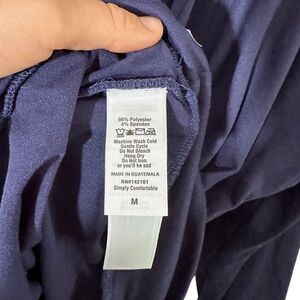 96% Polyester
4% Spandex
Machine Wash Cold
Gentle Cycle
Do Not Bleach
Hang Dry
Do Not Iron
or you'll be sad
MADE IN GUATEMALA
RN#142181
Simply Comfortable
M